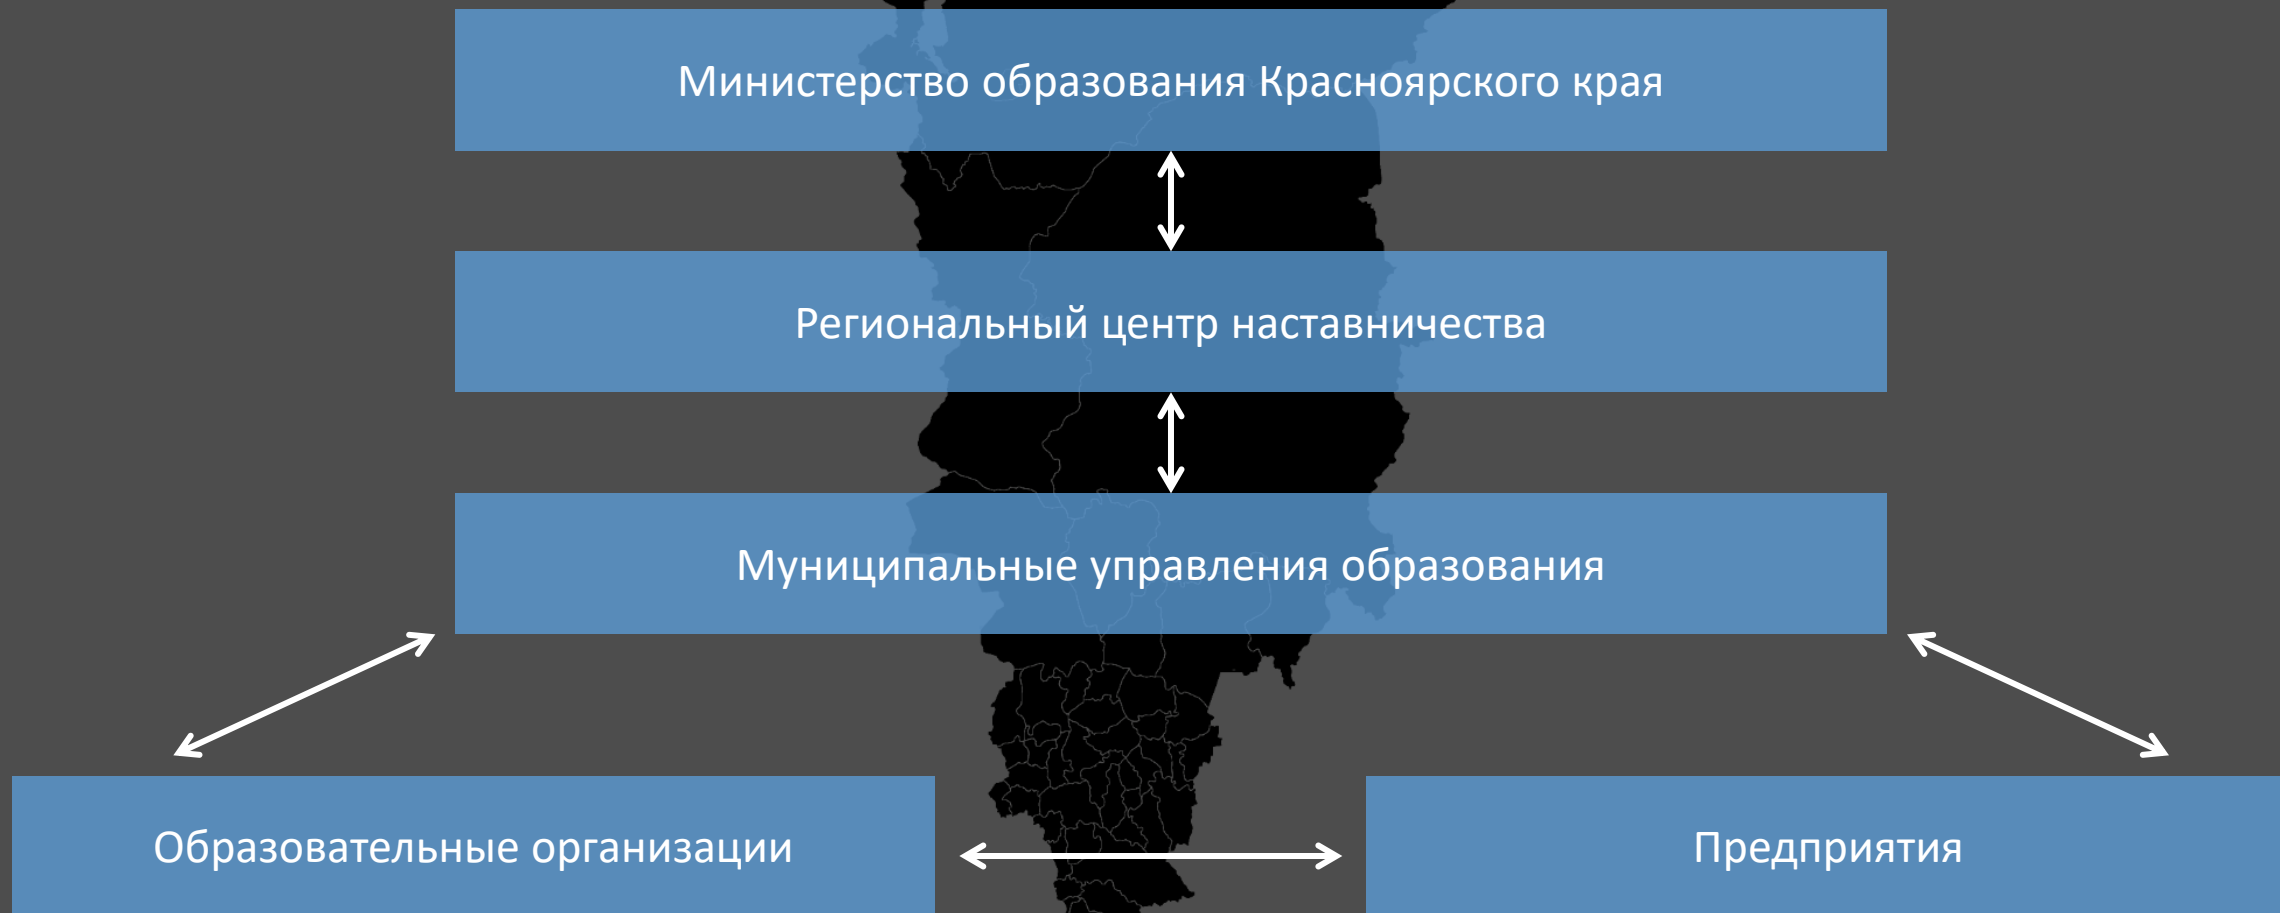 Министерство образования Красноярского края
Региональный центр наставничества
Муниципальные управления образования
Образовательные организации
Предприятия